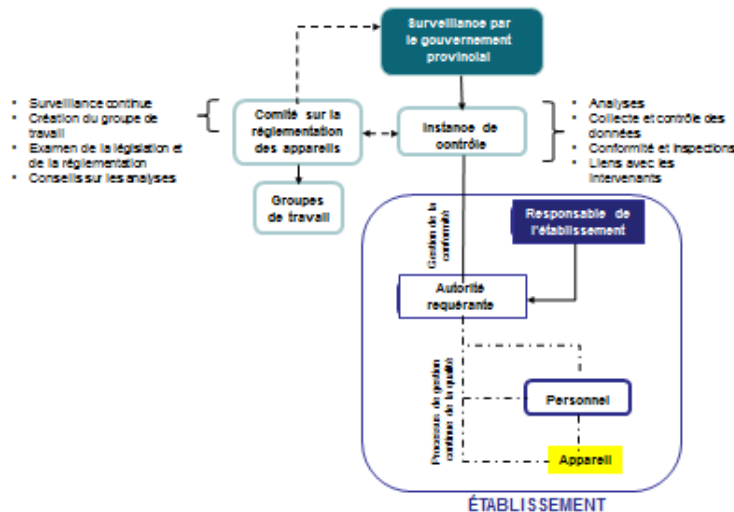 Surveillance par
le gouvernement
provincial
• Surveillance continue
• Création du groupe de
travail
• Examen de la législation et
de la réglementation
• Conseils sur les analyses
Comité sur la
réglementation
des appareils
Instance de
contrôle
• Analyses
• Collecte et contrôle des
données
• Conformité et inspections
• Liens avec les
intervenants
Groupes
de travail
Gestion de la
conformité
Responsable de
l'établissement
Autorité
requérante
Processus de gestion
continue de la qualité
Personnel
Appareil
ÉTABLISSEMENT